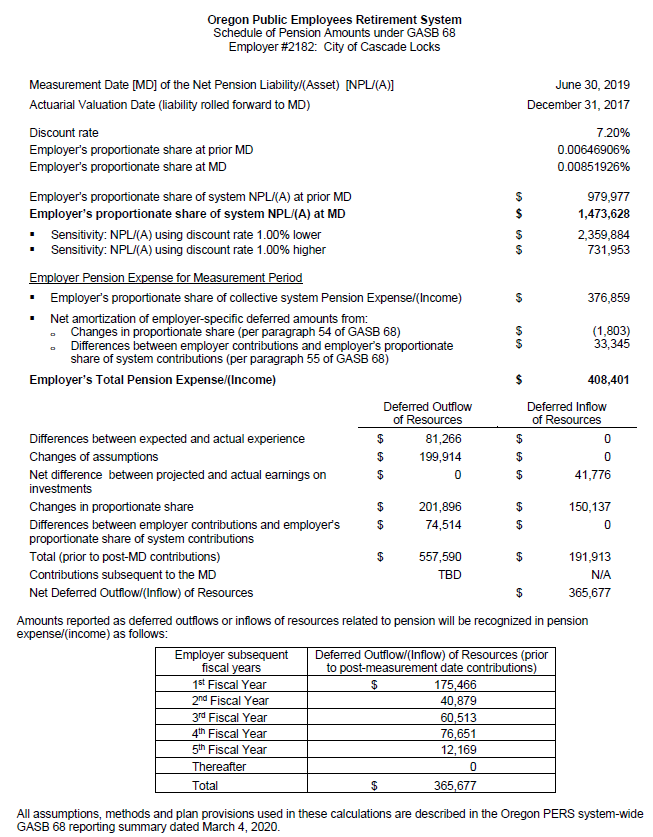 Oregon Public Employees Retirement System
Schedule of Pension Amounts under GASB 68
Employer #2182: City of Cascade Locks
Measurement Date [MD] of the Net Pension Liability/(Asset) [NPL/(A)] June 30, 2019
Actuarial Valuation Date (liability rolled forward to MD) December 31, 2017
Discount rate 7.20%
Employer's proportionate share at prior MD 0.00646906%
Employer's proportionate share at MD 0.00851926%
Employer's proportionate share of system NPL/(A) at prior MD $ 979,977
Employer's proportionate share of system NPL/(A) at MD $ 1,473,628
▪ Sensitivity: NPL/(A) using discount rate 1.00% lower $ 2,359,884
▪ Sensitivity: NPL/(A) using discount rate 1.00% higher $ 731,953
Employer Pension Expense for Measurement Period
▪ Employer's proportionate share of collective system Pension Expense/(Income) $ 376,859
▪ Net amortization of employer-specific deferred amounts from:
o Changes in proportionate share (per paragraph 54 of GASB 68) $ (1,803)
o Differences between employer contributions and employer's proportionate $ 33,345
share of system contributions (per paragraph 55 of GASB 68)
Employer's Total Pension Expense/(Income) $ 408,401
Deferred Outflow Deferred Inflow
of Resources of Resources
Differences between expected and actual experience $ 81,266 $ 0
Changes of assumptions $ 199,914 $ 0
Net difference between projected and actual earnings on $ 0 $ 41,776
investments
Changes in proportionate share $ 201,896 $ 150,137
Differences between employer contributions and employer's $ 74,514 $ 0
proportionate share of system contributions
Total (prior to post-MD contributions) $ 557,590 $ 191,913
Contributions subsequent to the MD TBD N/A
Net Deferred Outflow/(Inflow) of Resources $ 365,677
Amounts reported as deferred outflows or inflows of resources related to pension will be recognized in pension
expense/(income) as follows:
Employer subsequent Deferred Outflow/(Inflow) of Resources (prior
fiscal years to post-measurement date contributions)
1st Fiscal Year $ 175,466
2nd Fiscal Year 40,879
3rd Fiscal Year 60,513
4th Fiscal Year 76,651
5th Fiscal Year 12,169
Thereafter 0
Total $ 365,677
All assumptions, methods and plan provisions used in these calculations are described in the Oregon PERS system-wide
GASB 68 reporting summary dated March 4, 2020.